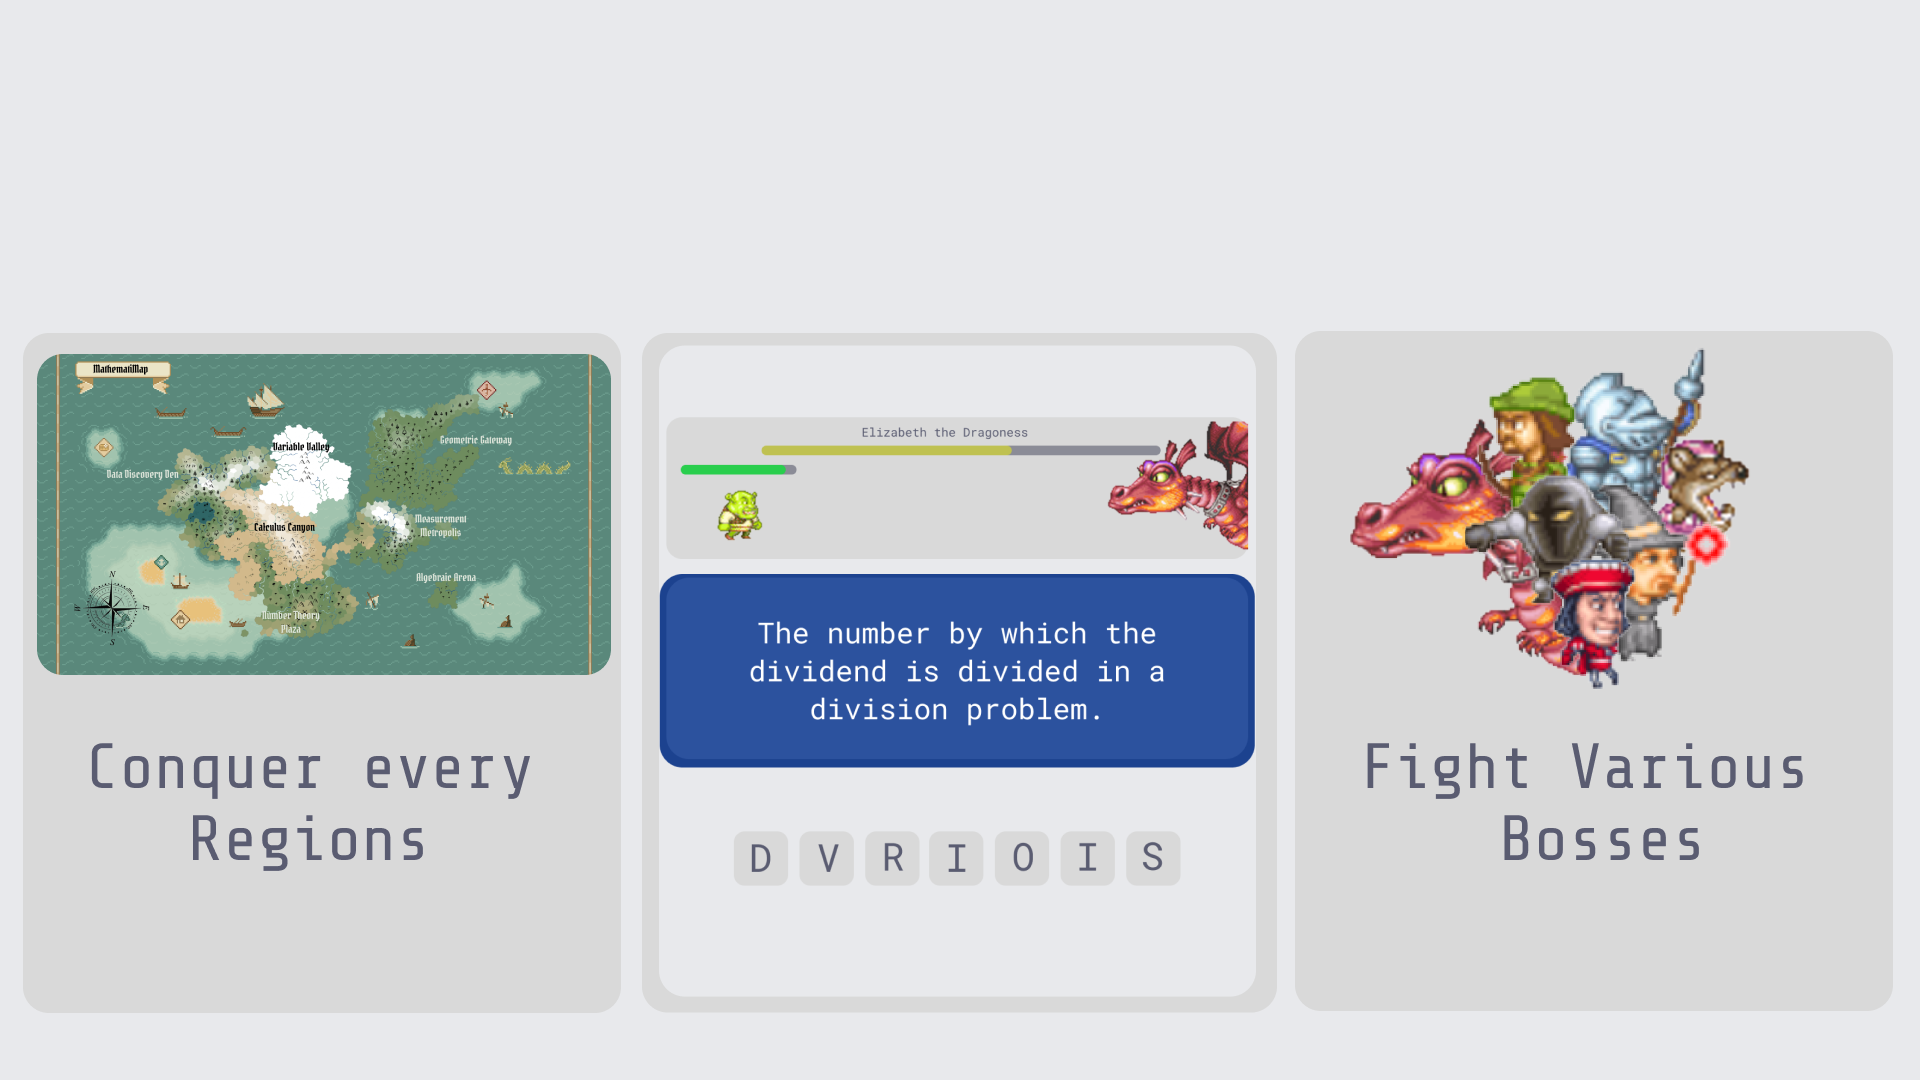 MathematiMap
Variable Valley
Geometric Gateway
Data Discovery Den
Calculus Canyon
Measurement
Metropolis
Algebraic Arena
Number Theory
Plaza
N
W
E
S
Conquer every
Regions
Elizabeth the Dragoness
The number by which the
dividend is divided in a
division problem.
D V R I O I S
Fight Various
Bosses